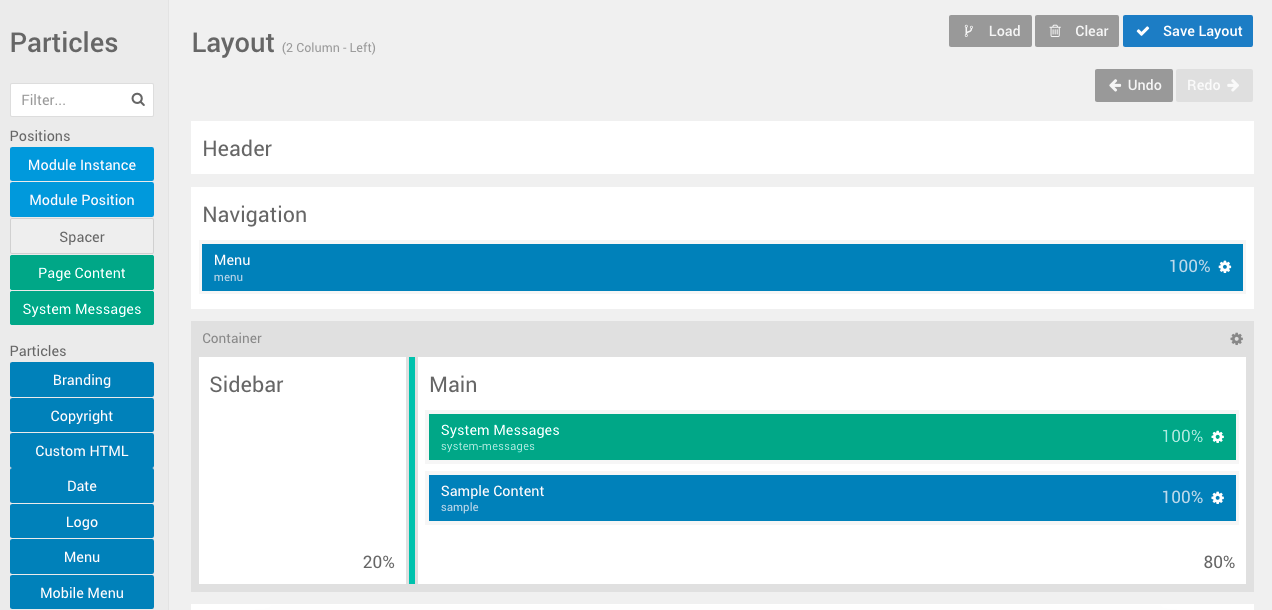 Particles
Filter...
Positions
Module Instance
Module Position
Spacer
Page Content
System Messages
Particles
Branding
Copyright
Custom HTML
Date
Logo
Menu
Mobile Menu
Layout (2 Column - Left)
Load Clear Save Layout
Undo Redo
Header
Navigation
Menu
menu
100%
Container
Sidebar
20%
Main
System Messages
system-messages
100%
Sample Content
sample
100%
80%